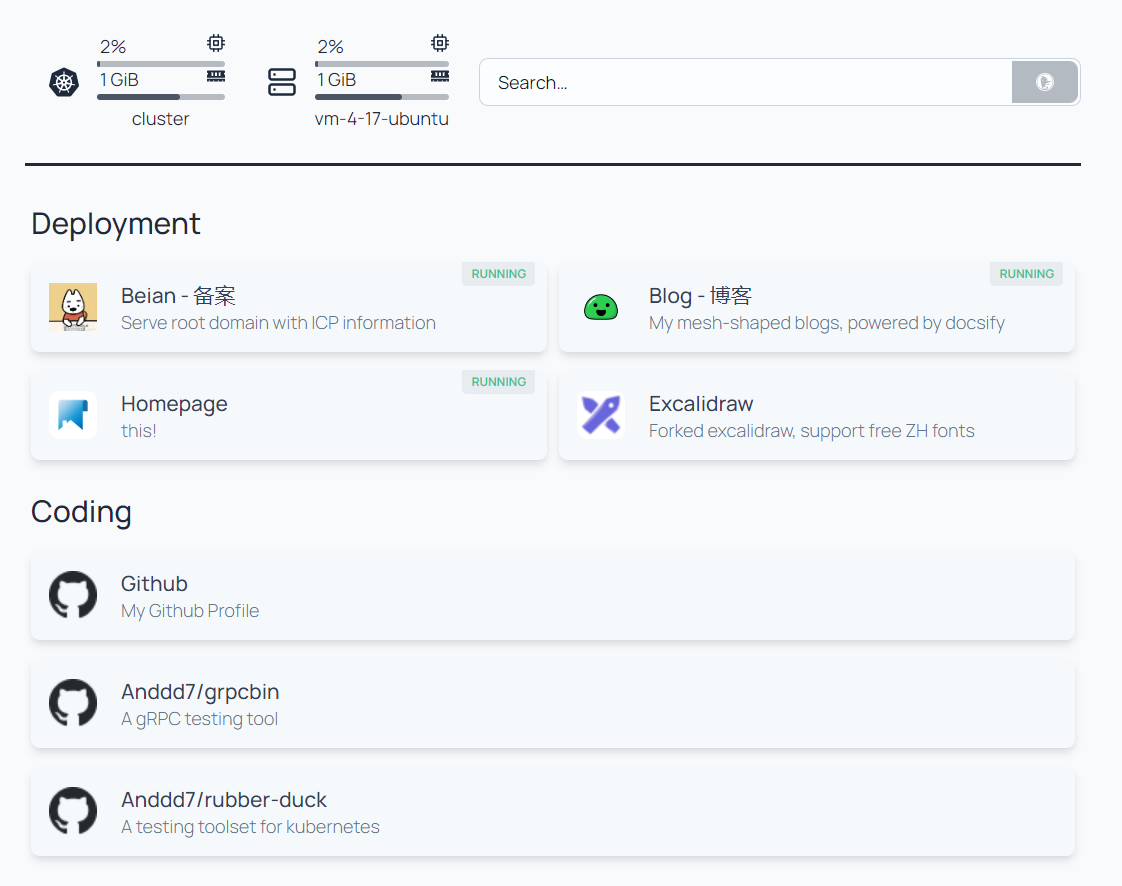 2%
1 GiB
cluster
2%
1 GiB
vm-4-17-ubuntu
Search...
Deployment
RUNNING
Beian - 备案
Serve root domain with ICP information
RUNNING
Blog - 博客
My mesh-shaped blogs, powered by docsify
RUNNING
Homepage
this!
Excalidraw
Forked excalidraw, support free ZH fonts
Coding
Github
My Github Profile
Anddd7/grpcbin
A gRPC testing tool
Anddd7/rubber-duck
A testing toolset for kubernetes